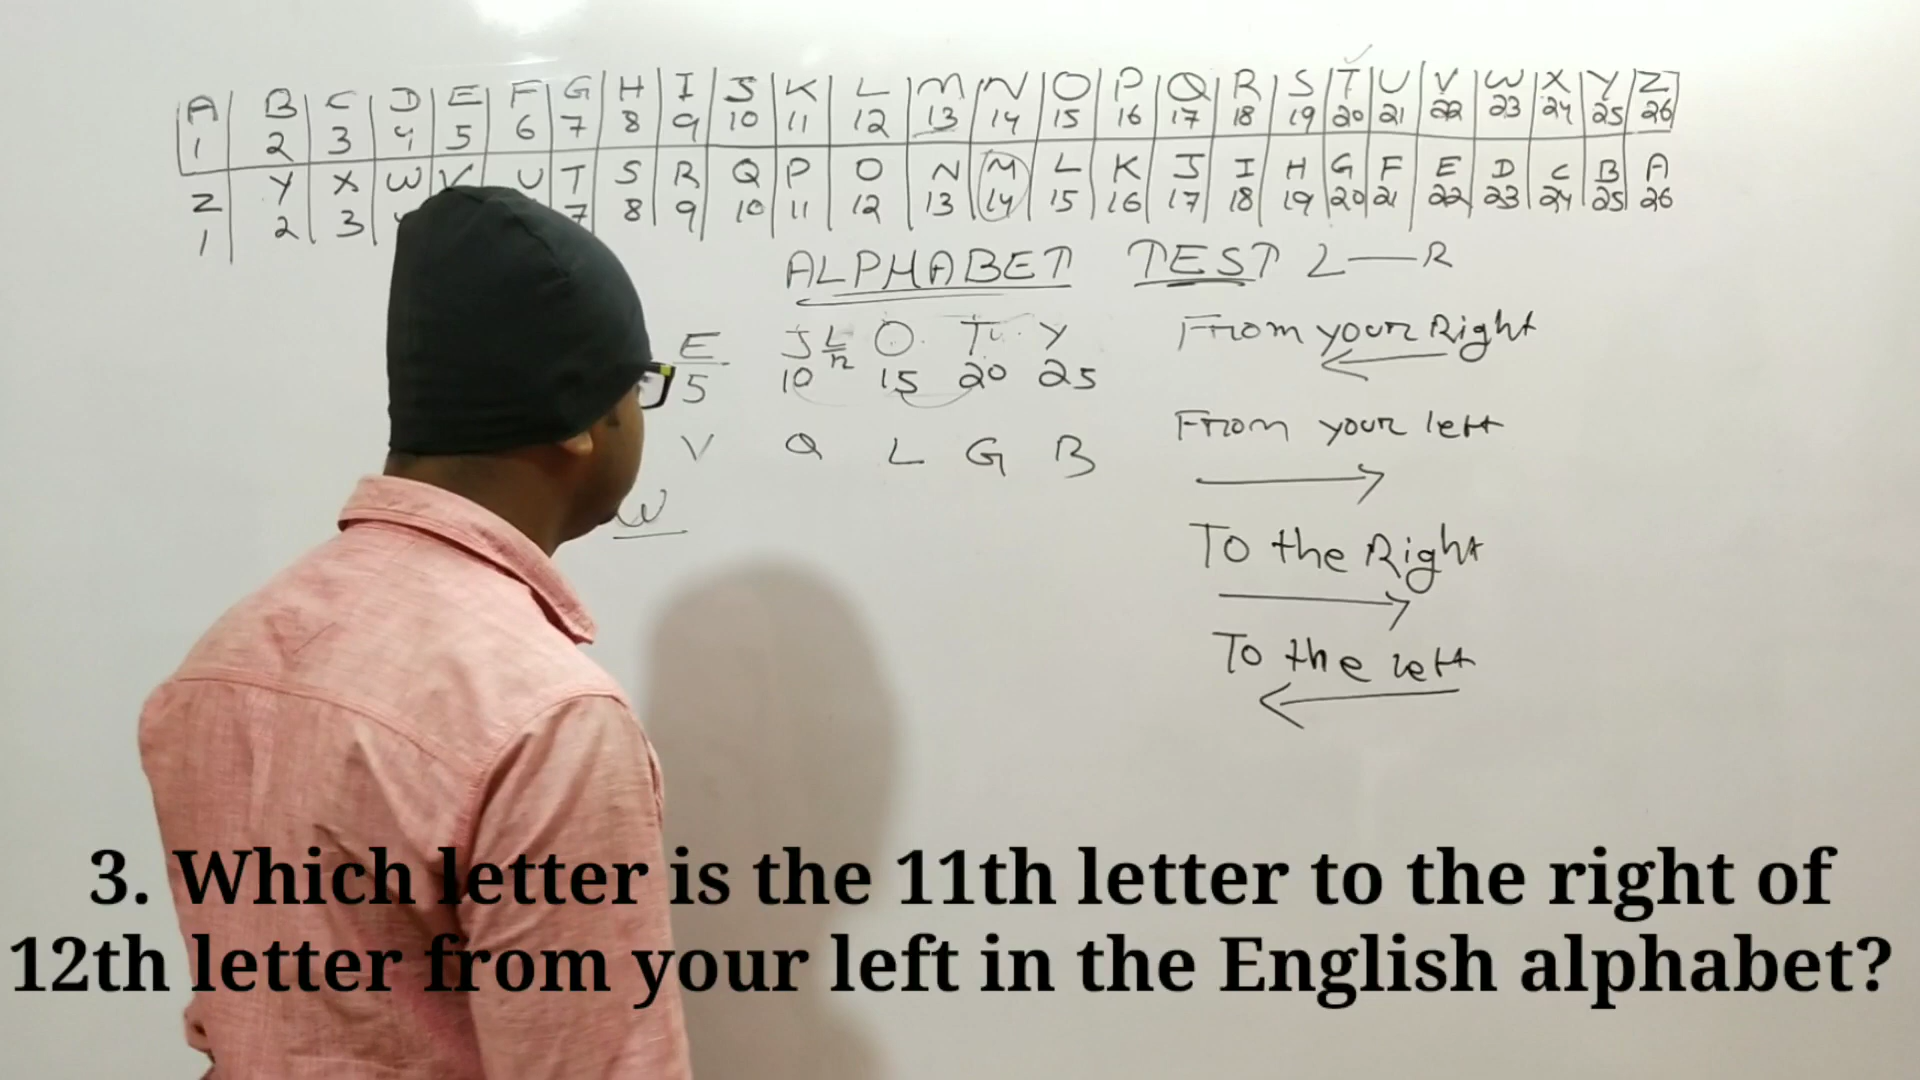 A B C D E F G H I J K L M N O P Q R S T U V W X Y Z
1 2 3 4 5 6 7 8 9 10 11 12 13 14 15 16 17 18 19 20 21 22 23 24 25 26
Z Y X W V U T S R Q P O N M L K J I H G F E D C B A
1 2 3 7 8 9 10 11 12 13 14 15 16 17 18 19 20 21 22 23 24 25 26
ALPHABET TEST L—R
E J L O T Y
5 10 12 15 20 25
V Q L G B
W
From your Right
From your left
To the Right
To the left
3. Which letter is the 11th letter to the right of
12th letter from your left in the English alphabet?